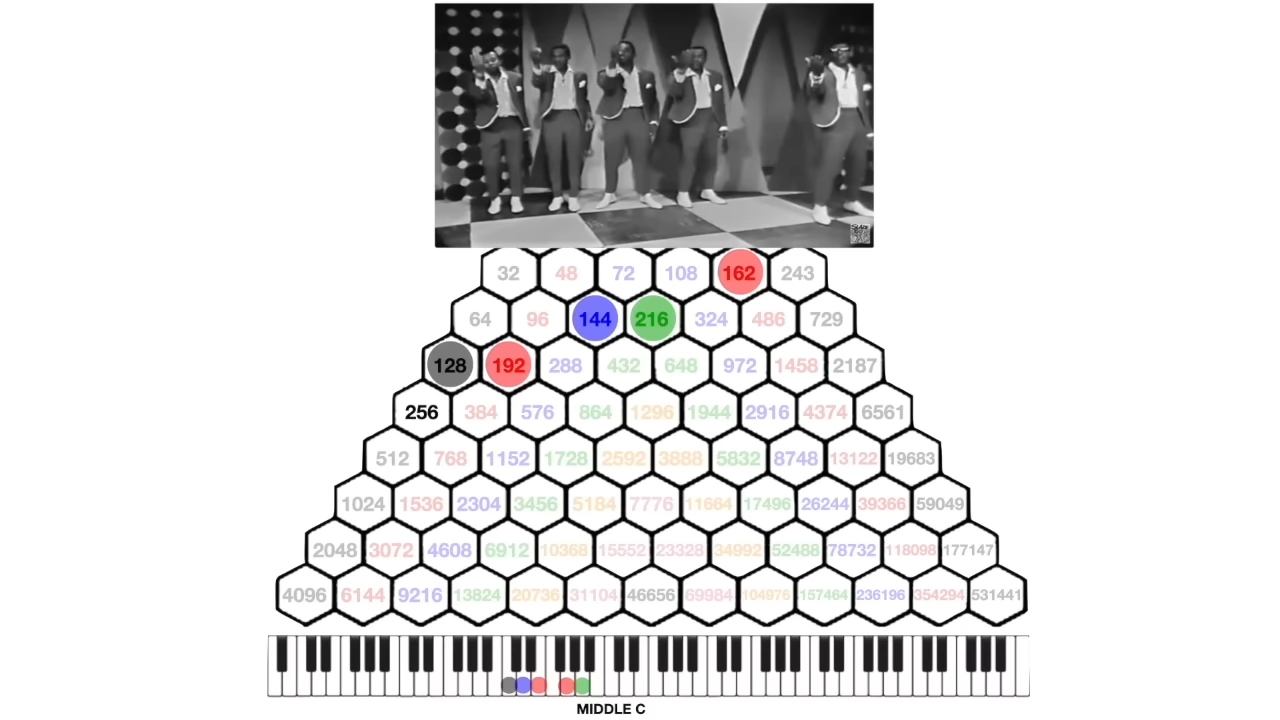 32 48 72 108 162 243
64 96 144 216 324 486 729
128 192 288 432 648 972 1458 2187
256 384 576 864 1296 1944 2916 4374 6561
512 768 1152 1728 2592 3888 5832 8748 13122 19683
1024 1536 2304 3456 5184 7776 11664 17496 26244 39366 59049
2048 3072 4608 6912 10368 15552 23328 34992 52488 78732 118098 177147
4096 6144 9216 13824 20736 31104 46656 69984 104976 157464 236196 354294 531441
MIDDLE C